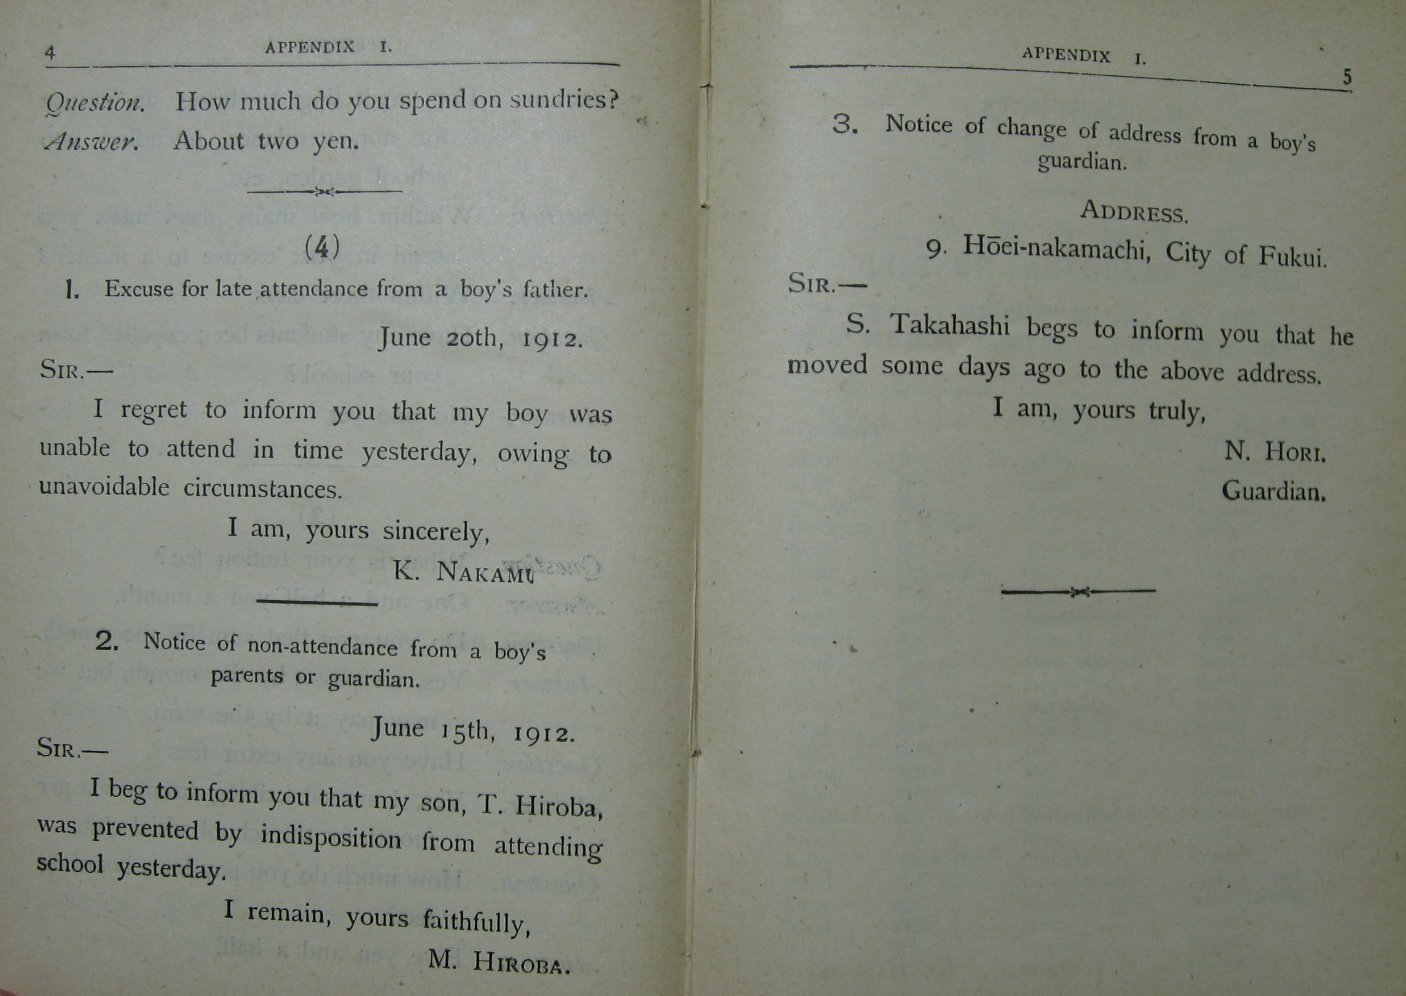 4 APPENDIX I.
Question. How much do you spend on sundries?
Answer. About two yen.
(4)
1. Excuse for late attendance from a boy's father.
June 20th, 1912.
SIR.—
I regret to inform you that my boy was
unable to attend in time yesterday, owing to
unavoidable circumstances.
I am, yours sincerely,
K. NAKAMU
2. Notice of non-attendance from a boy's
parents or guardian.
June 15th, 1912.
SIR.—
I beg to inform you that my son, T. Hiroba,
was prevented by indisposition from attending
school yesterday.
I remain, yours faithfully,
M. HIROBA.
APPENDIX I. 5
3. Notice of change of address from a boy's
guardian.
ADDRESS.
9. Hōei-nakamachi, City of Fukui.
SIR.—
S. Takahashi begs to inform you that he
moved some days ago to the above address.
I am, yours truly,
N. HORI.
Guardian.